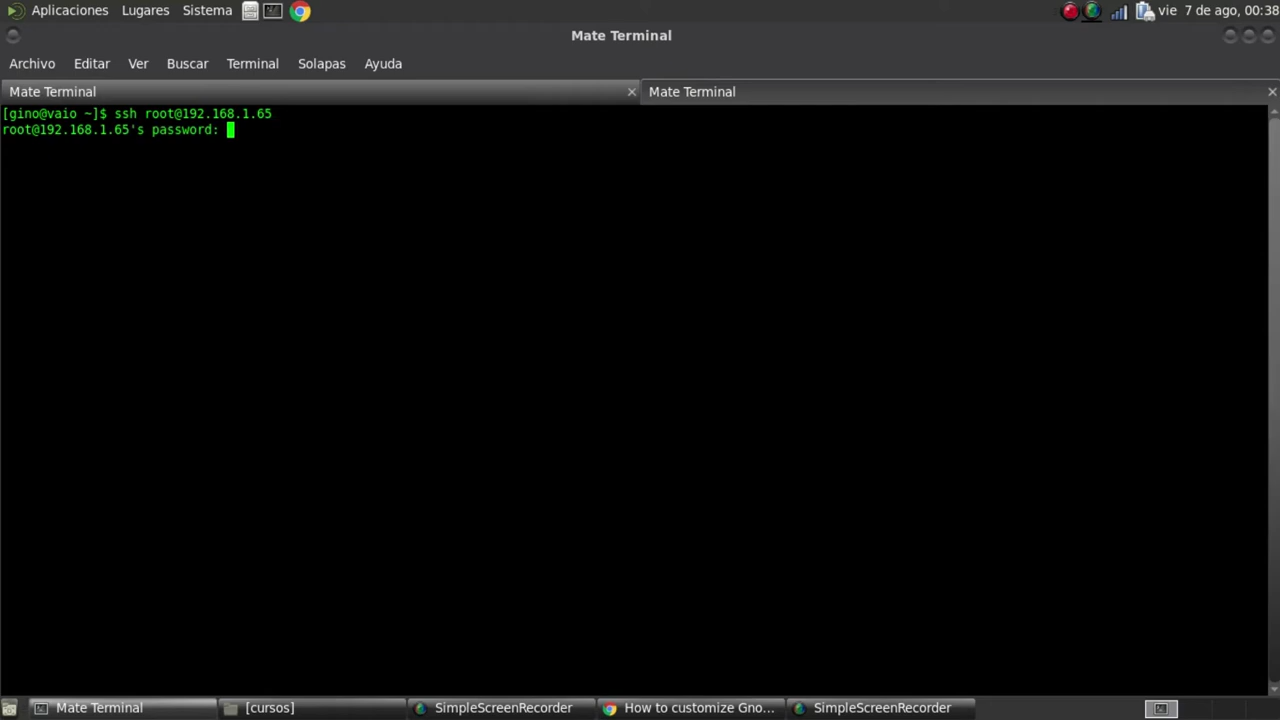 Aplicaciones Lugares Sistema vie 7 de ago, 00:38
Mate Terminal
Archivo Editar Ver Buscar Terminal Solapas Ayuda
Mate Terminal Mate Terminal
[gino@vaio ~]$ ssh root@192.168.1.65
root@192.168.1.65's password:
Mate Terminal [cursos] SimpleScreenRecorder How to customize Gno... SimpleScreenRecorder